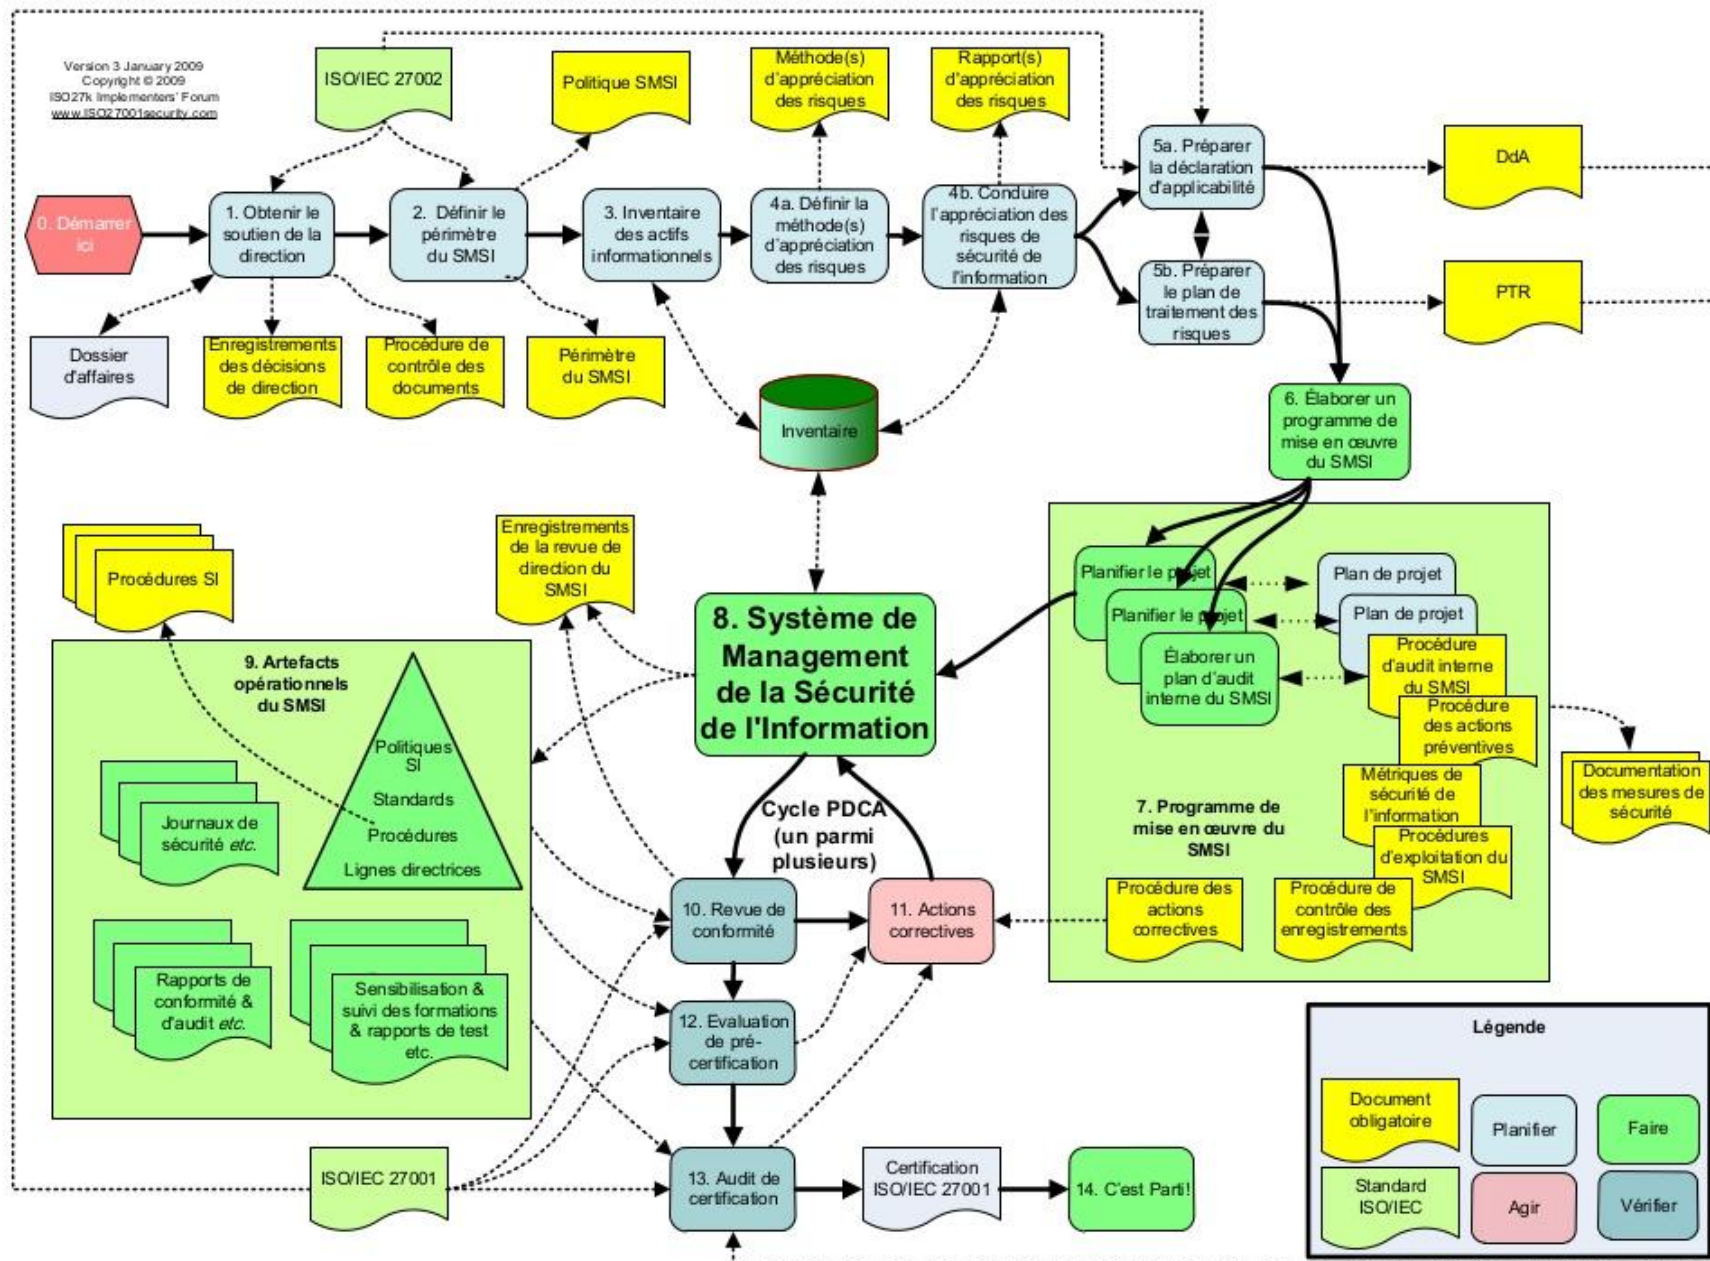 Version 3 January 2009
Copyright © 2009
ISO27k Implementers' Forum
www.ISO27001security.com
ISO/IEC 27002
Politique SMSI
Méthode(s)
d'appréciation
des risques
Rapport(s)
d'appréciation
des risques
0. Démarrer
ici
1. Obtenir le
soutien de la
direction
2. Définir le
périmètre
du SMSI
3. Inventaire
des actifs
informationnels
4a. Définir la
méthode(s)
d'appréciation
des risques
4b. Conduire
l'appréciation des
risques de
sécurité de
l'information
5a. Préparer
la déclaration
d'applicabilité
DdA
5b. Préparer
le plan de
traitement des
risques
PTR
Dossier
d'affaires
Enregistrements
des décisions
de direction
Procédure de
contrôle des
documents
Périmètre
du SMSI
Inventaire
6. Élaborer un
programme de
mise en œuvre
du SMSI
Procédures SI
Enregistrements
de la revue de
direction du
SMSI
8. Système de
Management
de la Sécurité
de l'Information
Planifier le projet
Planifier le projet
Élaborer un
plan d'audit
interne du SMSI
Plan de projet
Plan de projet
Procédure
d'audit interne
du SMSI
Procédure
des actions
préventives
Métriques de
sécurité de
l'information
Procédures
d'exploitation du
SMSI
Documentation
des mesures de
sécurité
7. Programme de
mise en œuvre du
SMSI
Procédure des
actions
correctives
Procédure de
contrôle des
enregistrements
9. Artefacts
opérationnels
du SMSI
Politiques
SI
Standards
Procédures
Lignes directrices
Journaux de
sécurité etc.
Rapports de
conformité &
d'audit etc.
Sensibilisation &
suivi des formations
& rapports de test
etc.
Cycle PDCA
(un parmi
plusieurs)
10. Revue de
conformité
11. Actions
correctives
12. Evaluation
de pré-
certification
ISO/IEC 27001
13. Audit de
certification
Certification
ISO/IEC 27001
14. C'est Parti!
Légende
Document
obligatoire
Planifier
Faire
Standard
ISO/IEC
Agir
Vérifier